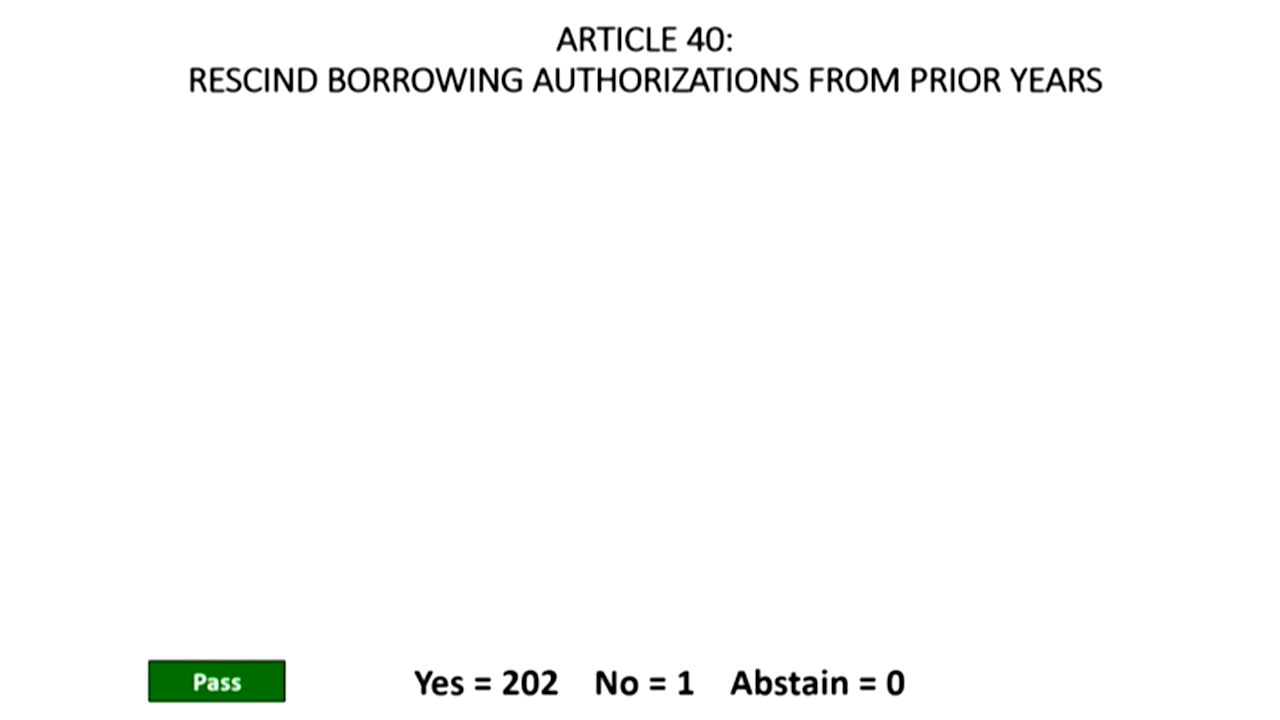 ARTICLE 40:
RESCIND BORROWING AUTHORIZATIONS FROM PRIOR YEARS
Pass Yes = 202 No = 1 Abstain = 0